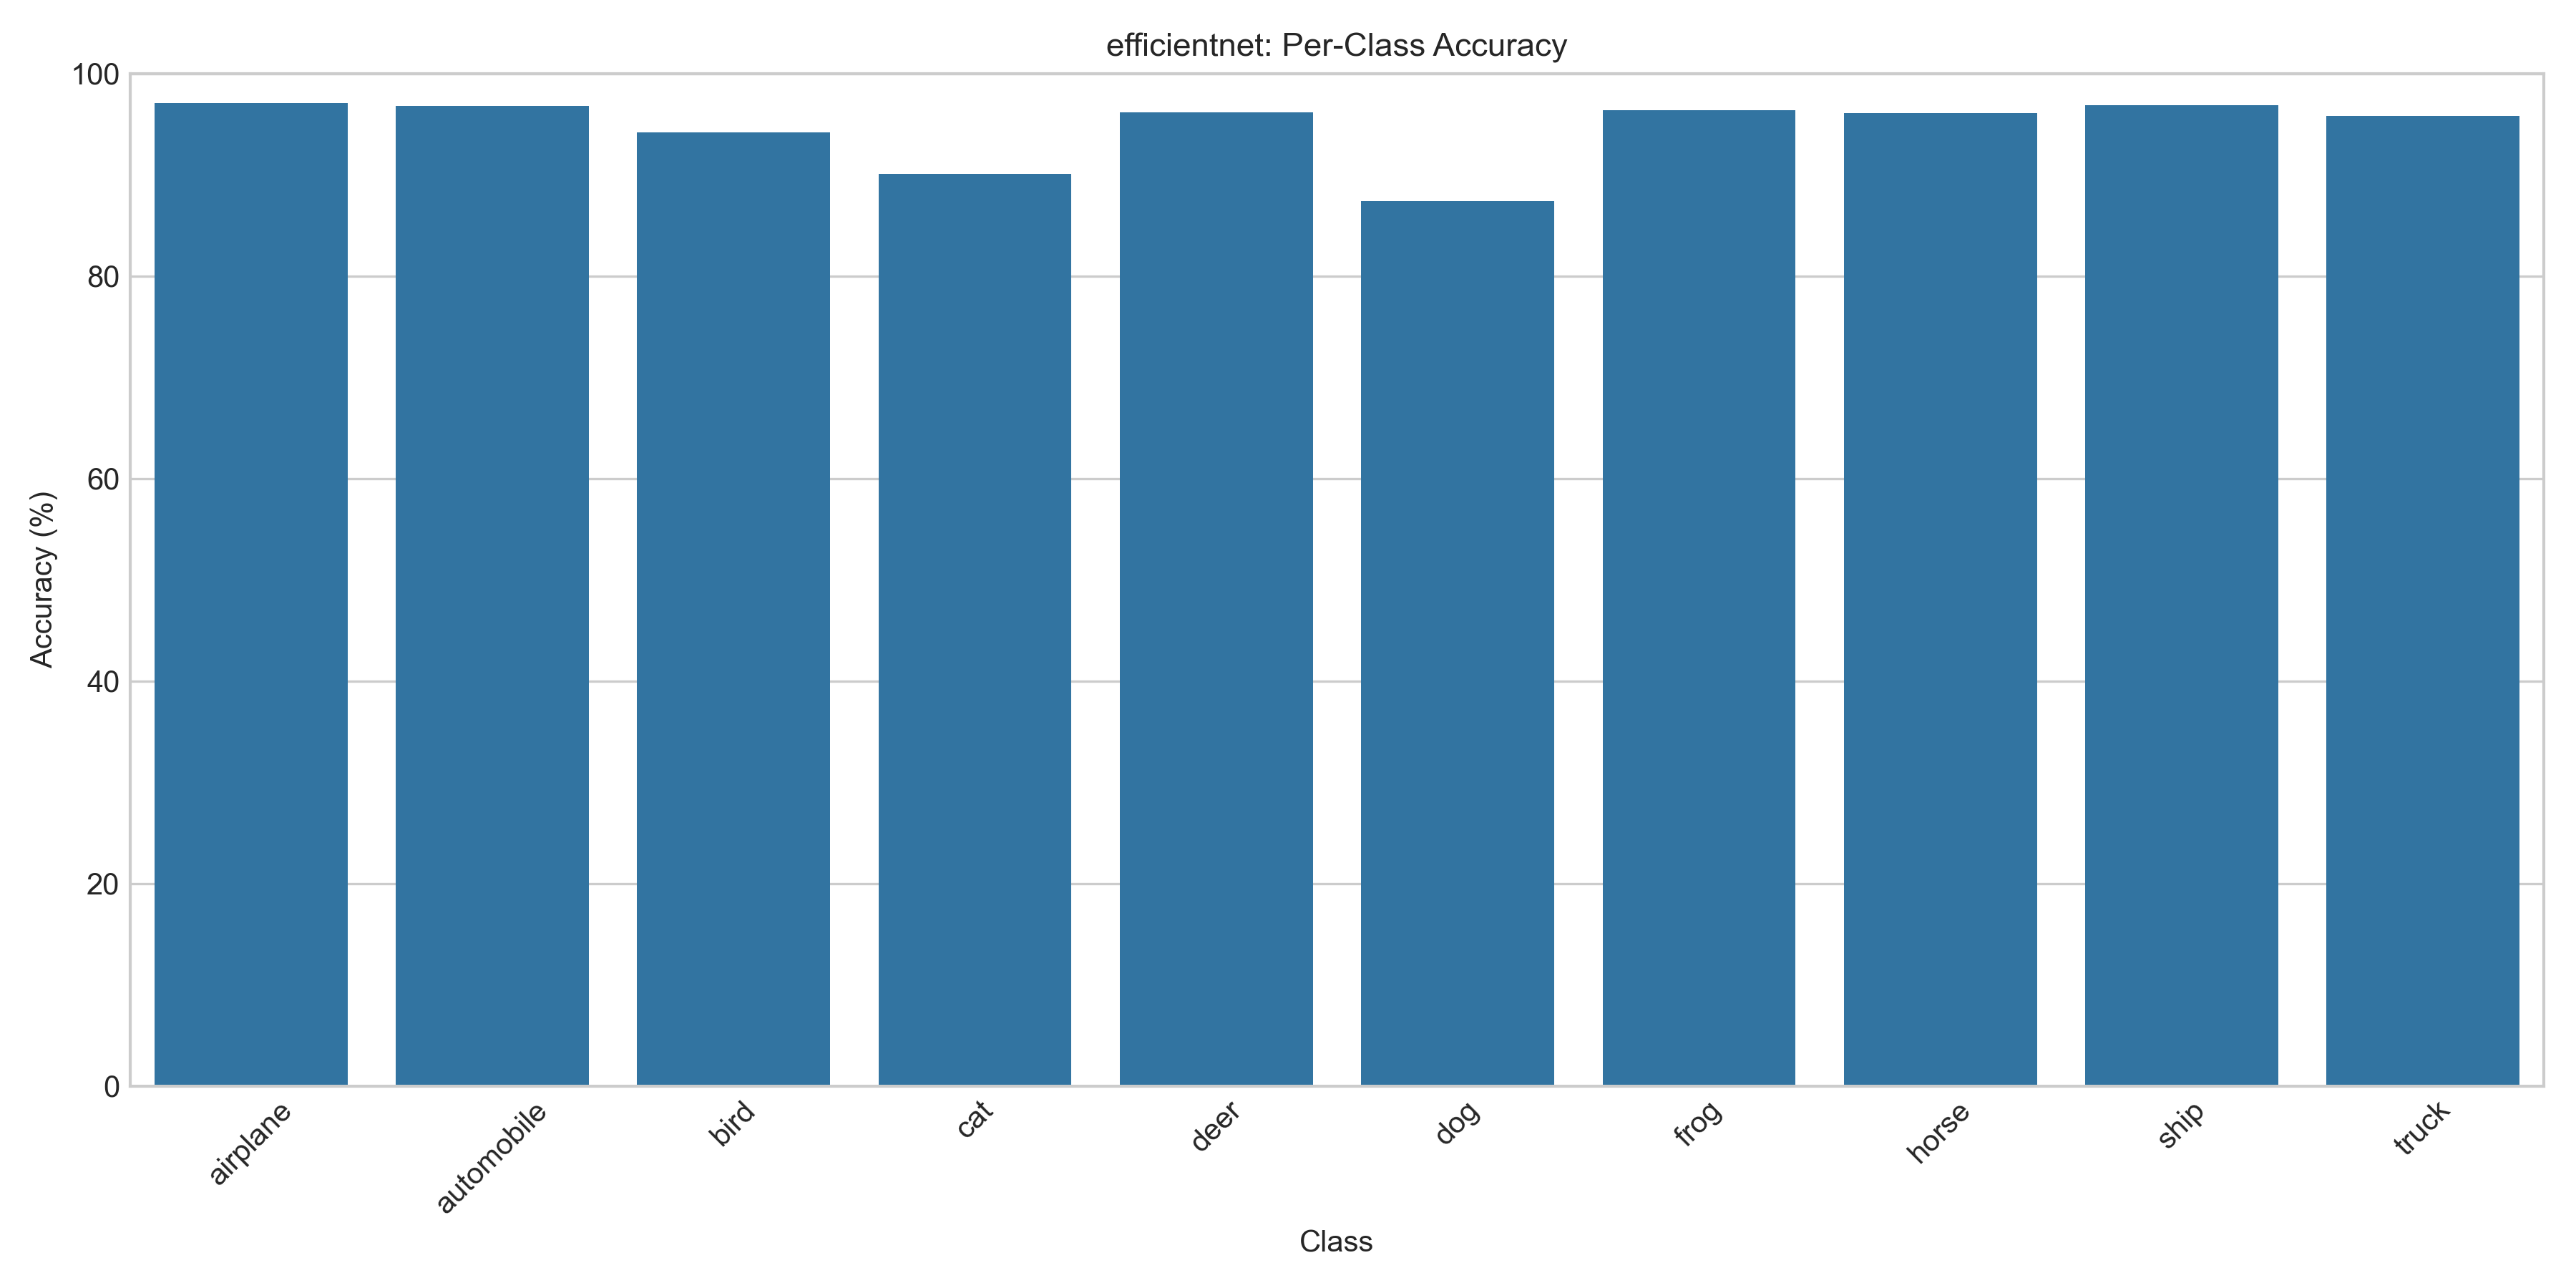 efficientnet: Per-Class Accuracy
Accuracy (%)
100
80
60
40
20
0
airplane
automobile
bird
cat
deer
dog
frog
horse
ship
truck
Class